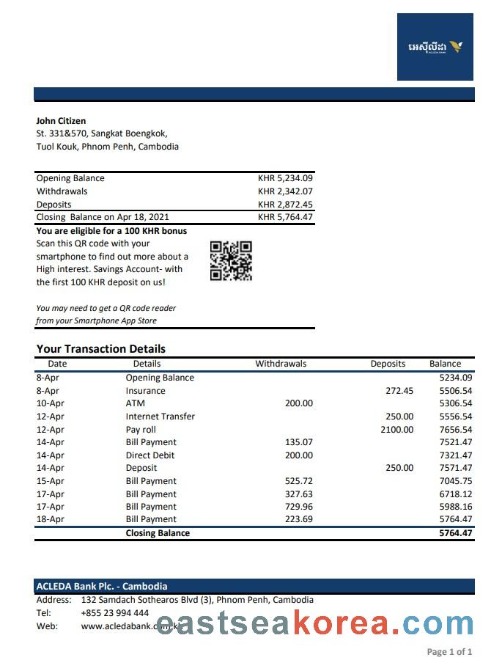 អេស៊ីលីដា
John Citizen
St. 331&570, Sangkat Boengkok,
Tuol Kouk, Phnom Penh, Cambodia
Opening Balance KHR 5,234.09
Withdrawals KHR 2,342.07
Deposits KHR 2,872.45
Closing Balance on Apr 18, 2021 KHR 5,764.47
You are eligible for a 100 KHR bonus
Scan this QR code with your
smartphone to find out more about a
High interest. Savings Account- with
the first 100 KHR deposit on us!
You may need to get a QR code reader
from your Smartphone App Store
Your Transaction Details
Date Details Withdrawals Deposits Balance
8-Apr Opening Balance 5234.09
8-Apr Insurance 272.45 5506.54
10-Apr ATM 200.00 5306.54
12-Apr Internet Transfer 250.00 5556.54
12-Apr Pay roll 2100.00 7656.54
14-Apr Bill Payment 135.07 7521.47
14-Apr Direct Debit 200.00 7321.47
14-Apr Deposit 250.00 7571.47
15-Apr Bill Payment 525.72 7045.75
17-Apr Bill Payment 327.63 6718.12
17-Apr Bill Payment 729.96 5988.16
18-Apr Bill Payment 223.69 5764.47
Closing Balance 5764.47
ACLEDA Bank Plc. - Cambodia
Address: 132 Samdach Sothearos Blvd (3), Phnom Penh, Cambodia
Tel: +855 23 994 444
Web:
eastseakorea.com
Page 1 of 1